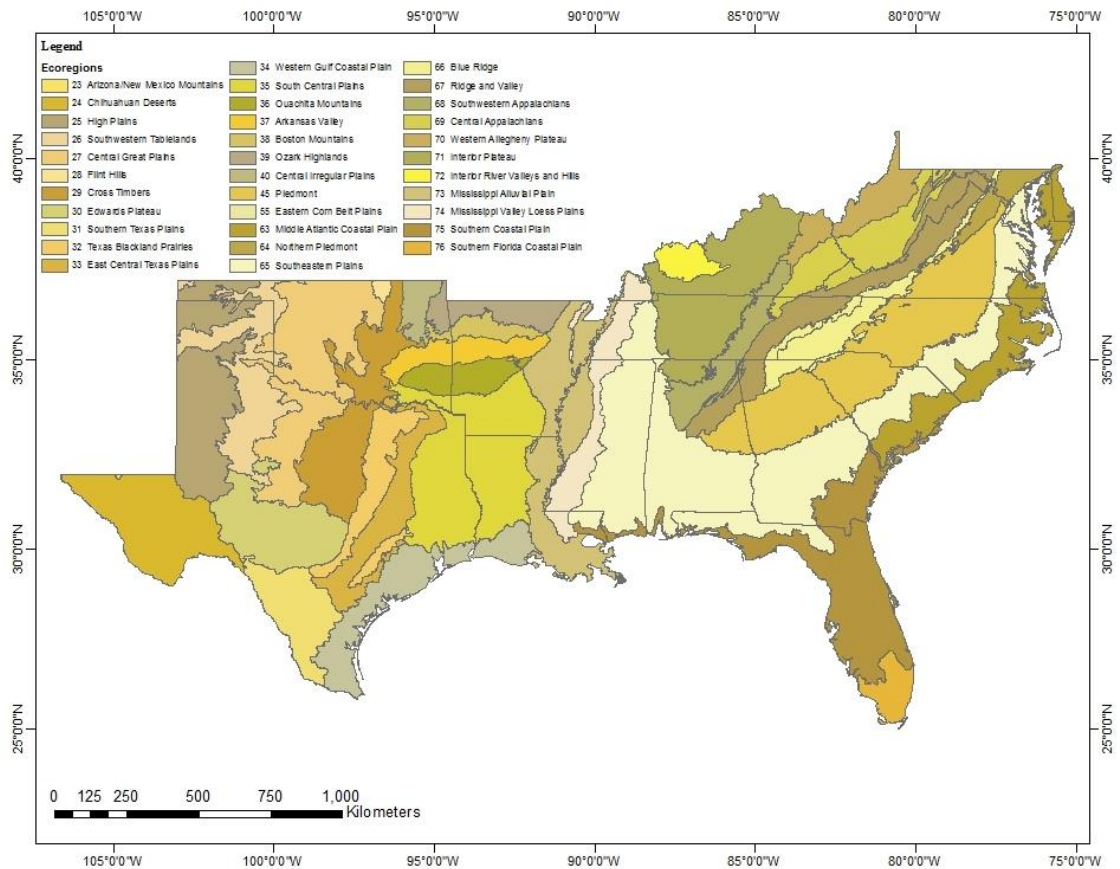 105°0'0"W 100°0'0"W 95°0'0"W 90°0'0"W 85°0'0"W 80°0'0"W 75°0'0"W
Legend
Ecoregions
23 Arizona/New Mexico Mountains
24 Chihuahuan Deserts
25 High Plains
26 Southwestern Tablelands
27 Central Great Plains
28 Flint Hills
29 Cross Timbers
30 Edwards Plateau
31 Southern Texas Plains
32 Texas Blackland Prairies
33 East Central Texas Plains
34 Western Gulf Coastal Plain
35 South Central Plains
36 Ouachita Mountains
37 Arkansas Valley
38 Boston Mountains
39 Ozark Highlands
40 Central Irregular Plains
45 Piedmont
55 Eastern Corn Belt Plains
63 Middle Atlantic Coastal Plain
64 Northern Piedmont
65 Southeastern Plains
66 Blue Ridge
67 Ridge and Valley
68 Southwestern Appalachians
69 Central Appalachians
70 Western Allegheny Plateau
71 Interior Plateau
72 Interior River Valleys and Hills
73 Mississippi Alluvial Plain
74 Mississippi Valley Loess Plains
75 Southern Coastal Plain
76 Southern Florida Coastal Plain
40°0'0"N
35°0'0"N
30°0'0"N
25°0'0"N
40°0'0"N
35°0'0"N
30°0'0"N
25°0'0"N
0 125 250 500 750 1,000
Kilometers
105°0'0"W 100°0'0"W 95°0'0"W 90°0'0"W 85°0'0"W 80°0'0"W 75°0'0"W